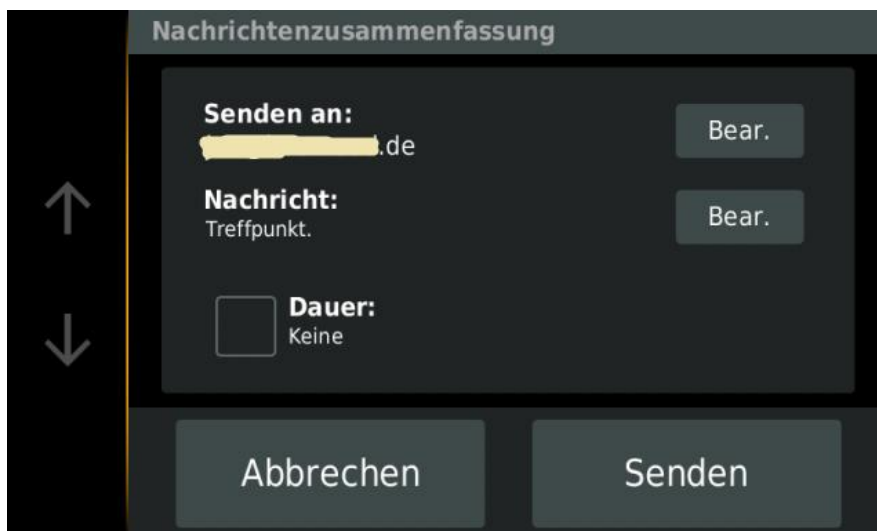 Nachrichtenzusammenfassung
Senden an:
.de
Bear.
Nachricht:
Treffpunkt.
Bear.
Dauer:
Keine
Abbrechen
Senden